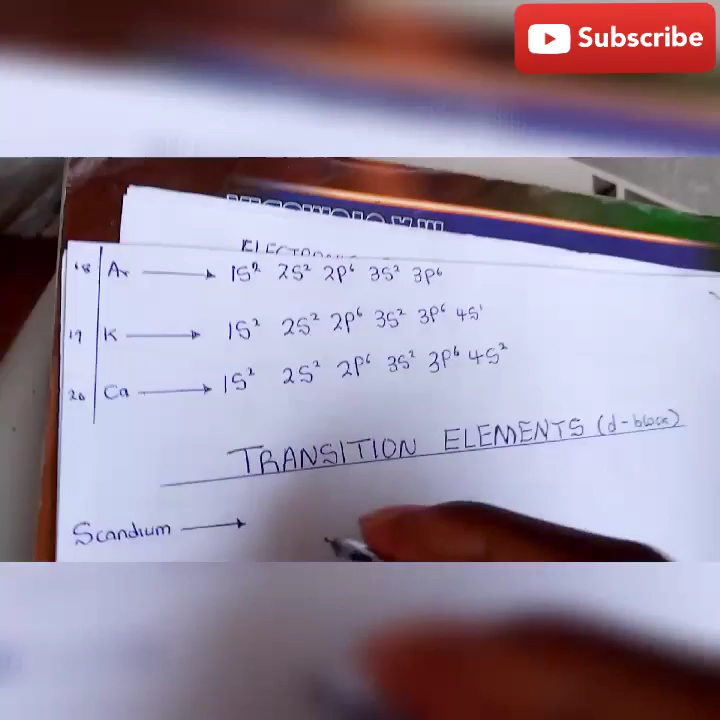 Subscribe
18 Ar → 1S² 2S² 2P⁶ 3S² 3P⁶
19 K → 1S² 2S² 2P⁶ 3S² 3P⁶ 4S¹
20 Ca → 1S² 2S² 2P⁶ 3S² 3P⁶ 4S²
TRANSITION ELEMENTS (d-block)
Scandium →